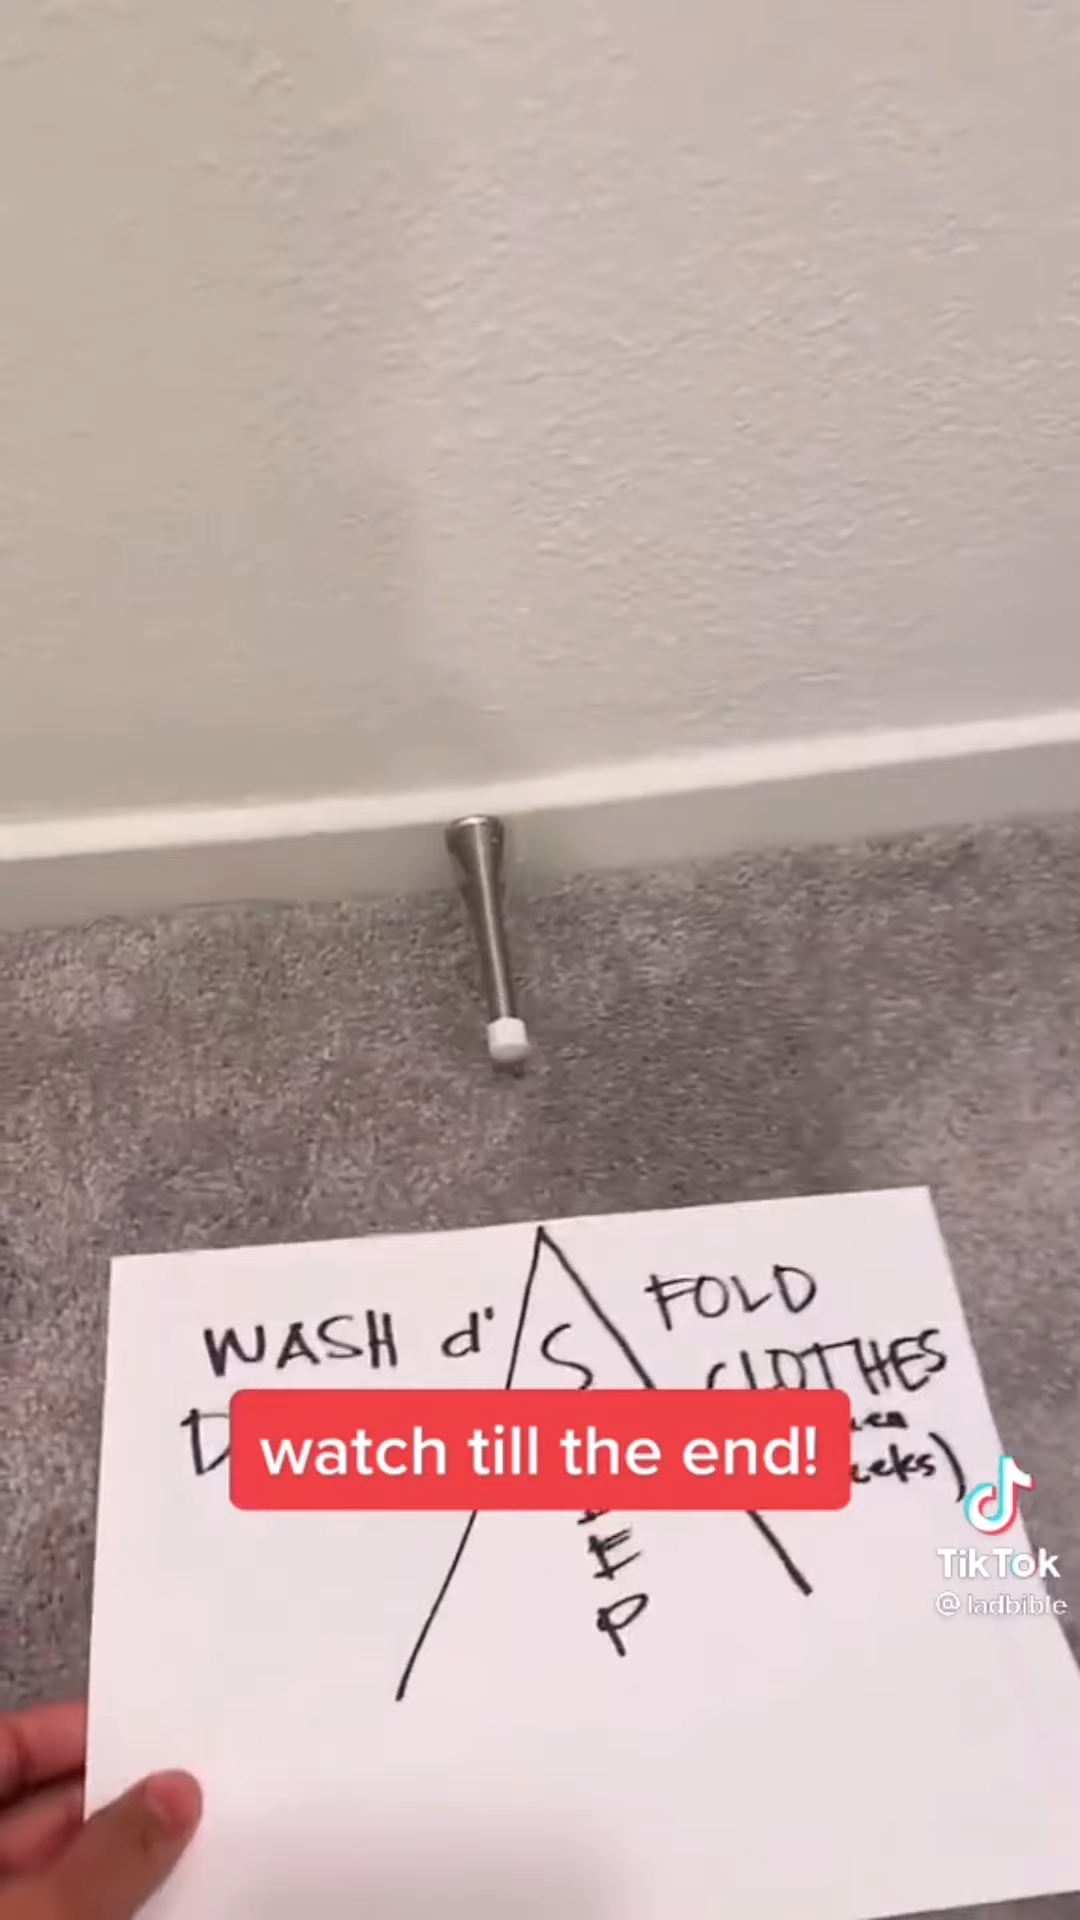 WASH d'
S
FOLD
CLOTHES
watch till the end!
E
P
TikTok
@ladbible